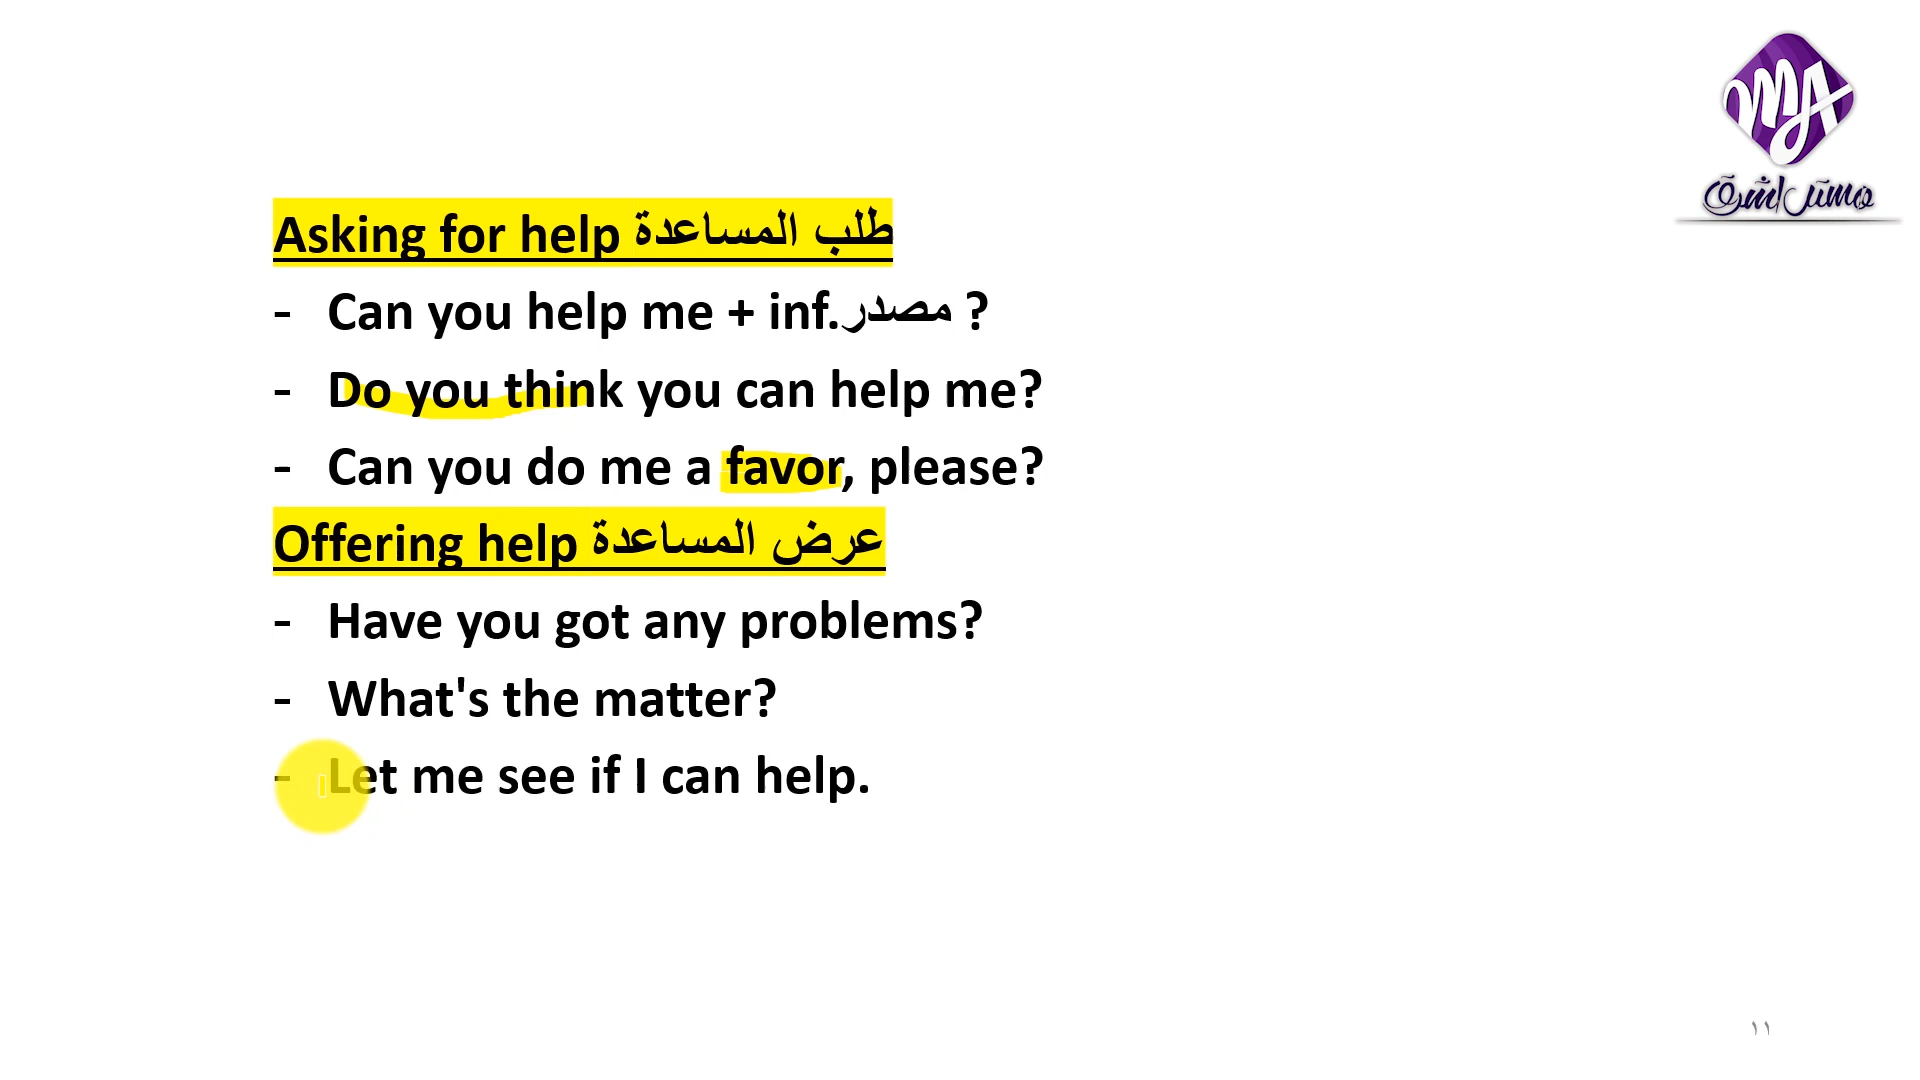 Asking for help طلب المساعدة
- Can you help me + inf.مصدر ?
- Do you think you can help me?
- Can you do me a favor, please?
Offering help عرض المساعدة
- Have you got any problems?
- What's the matter?
- Let me see if I can help.
MA
مستر اشرف
١١